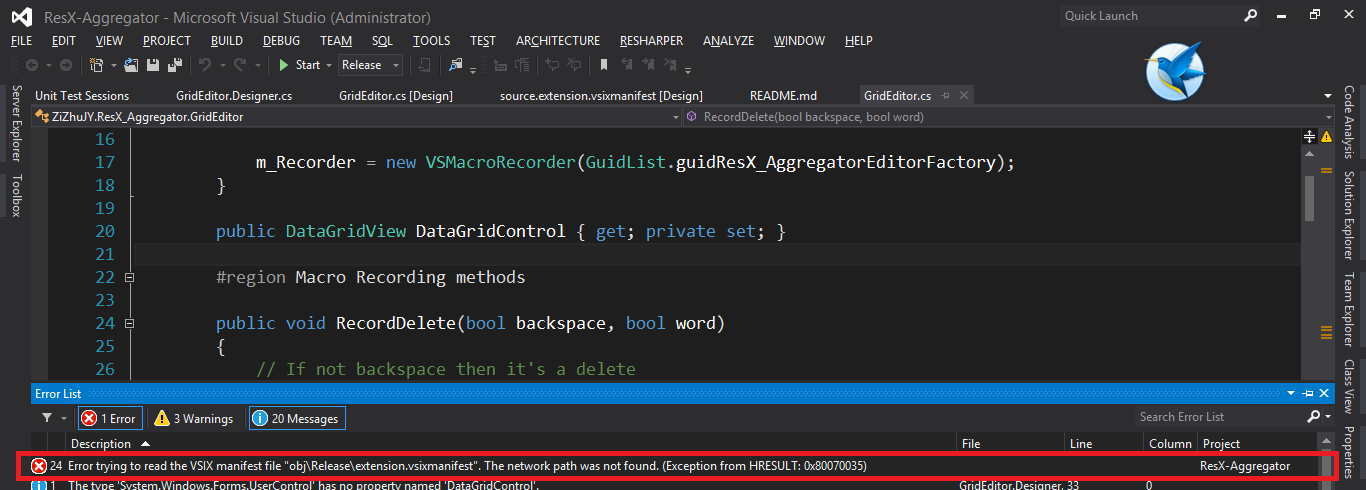 ResX-Aggregator - Microsoft Visual Studio (Administrator) Quick Launch
FILE EDIT VIEW PROJECT BUILD DEBUG TEAM SQL TOOLS TEST ARCHITECTURE RESHARPER ANALYZE WINDOW HELP
Start Release
Unit Test Sessions GridEditor.Designer.cs GridEditor.cs [Design] source.extension.vsixmanifest [Design] README.md GridEditor.cs
ZiZhuJY.ResX_Aggregator.GridEditor RecordDelete(bool backspace, bool word)
16
17 m_Recorder = new VSMacroRecorder(GuidList.guidResX_AggregatorEditorFactory);
18 }
19
20 public DataGridView DataGridControl { get; private set; }
21
22 #region Macro Recording methods
23
24 public void RecordDelete(bool backspace, bool word)
25 {
26 // If not backspace then it's a delete
Server Explorer
Toolbox
Code Analysis
Solution Explorer
Team Explorer
Class View
Properties
Error List
1 Error 3 Warnings 20 Messages Search Error List
Description File Line Column Project
24 Error trying to read the VSIX manifest file "obj\Release\extension.vsixmanifest". The network path was not found. (Exception from HRESULT: 0x80070035) ResX-Aggregator
1 The type 'System.Windows.Forms.UserControl' has no property named 'DataGridControl'. GridEditor.Designer. 33 0